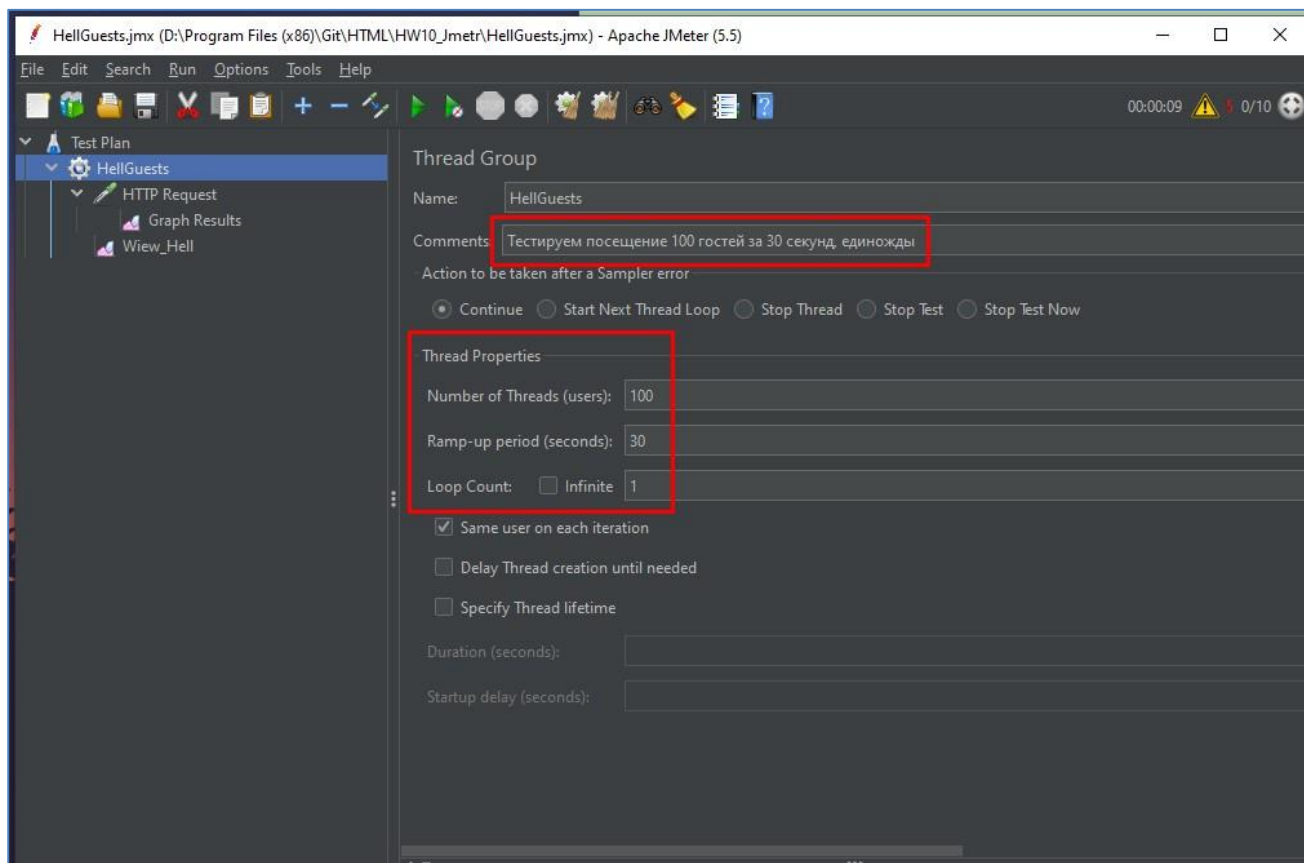 HellGuests.jmx (D:\Program Files (x86)\Git\HTML\HW10_Jmetr\HellGuests.jmx) - Apache JMeter (5.5)
File Edit Search Run Options Tools Help
00:00:09 5 0/10
Test Plan
HellGuests
HTTP Request
Graph Results
Wiew_Hell
Thread Group
Name: HellGuests
Comments: Тестируем посещение 100 гостей за 30 секунд, единожды
Action to be taken after a Sampler error
Continue Start Next Thread Loop Stop Thread Stop Test Stop Test Now
Thread Properties
Number of Threads (users): 100
Ramp-up period (seconds): 30
Loop Count: Infinite 1
Same user on each iteration
Delay Thread creation until needed
Specify Thread lifetime
Duration (seconds):
Startup delay (seconds):